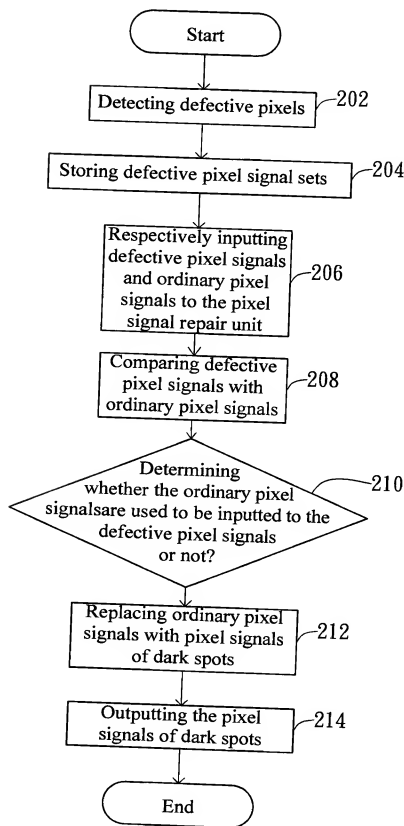 Start
Detecting defective pixels
202
Storing defective pixel signal sets
204
Respectively inputting
defective pixel signals
and ordinary pixel
signals to the pixel
signal repair unit
206
Comparing defective
pixel signals with
ordinary pixel signals
208
Determining
whether the ordinary pixel
signalsare used to be inputted to the
defective pixel signals
or not?
210
Replacing ordinary pixel
signals with pixel signals
of dark spots
212
Outputting the pixel
signals of dark spots
214
End